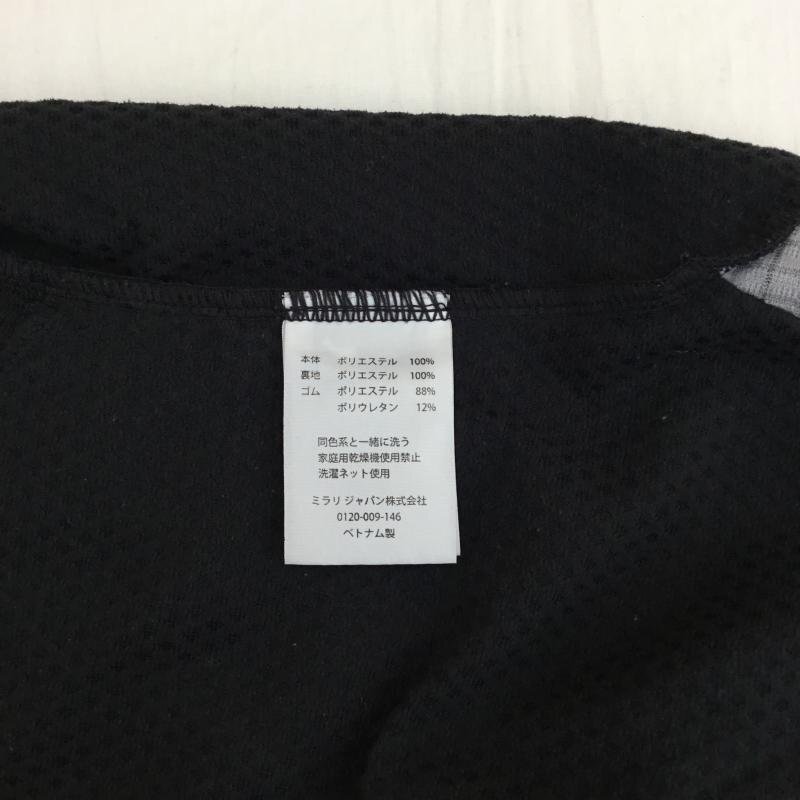 本体 ポリエステル 100%
裏地 ポリエステル 100%
ゴム ポリエステル 88%
ポリウレタン 12%
同色系と一緒に洗う
家庭用乾燥機使用禁止
洗濯ネット使用
ミラリ ジャパン株式会社
0120-009-146
ベトナム製